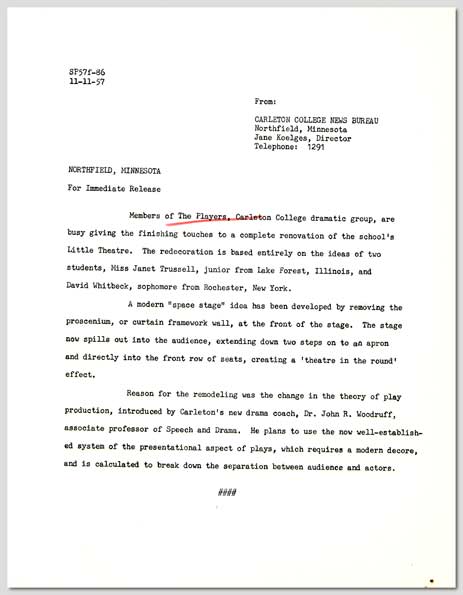 SP57f-86
11-11-57
From:
CARLETON COLLEGE NEWS BUREAU
Northfield, Minnesota
Jane Koelges, Director
Telephone: 1291
NORTHFIELD, MINNESOTA
For Immediate Release
Members of The Players, Carleton College dramatic group, are
busy giving the finishing touches to a complete renovation of the school's
Little Theatre. The redecoration is based entirely on the ideas of two
students, Miss Janet Trussell, junior from Lake Forest, Illinois, and
David Whitbeck, sophomore from Rochester, New York.
A modern "space stage" idea has been developed by removing the
proscenium, or curtain framework wall, at the front of the stage. The stage
now spills out into the audience, extending down two steps on to an apron
and directly into the front row of seats, creating a 'theatre in the round'
effect.
Reason for the remodeling was the change in the theory of play
production, introduced by Carleton's new drama coach, Dr. John R. Woodruff,
associate professor of Speech and Drama. He plans to use the now well-establish-
ed system of the presentational aspect of plays, which requires a modern decore,
and is calculated to break down the separation between audience and actors.
####